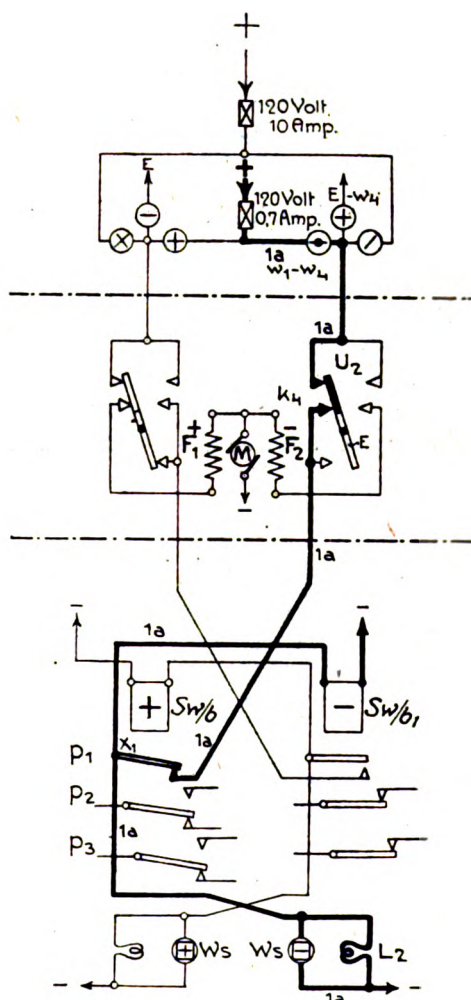 +
120 Volt
10 Amp.
E
+
120 Volt
0,7 Amp.
E-w4
− + +
1a
w1-w4
1a
U2
k4
+ −
F1 M F2 E
−
1a
− 1a −
+ Sw/b − Sw/b1
P1 x1 1a
P2
1a
P3
+ Ws Ws − L2
− 1a −